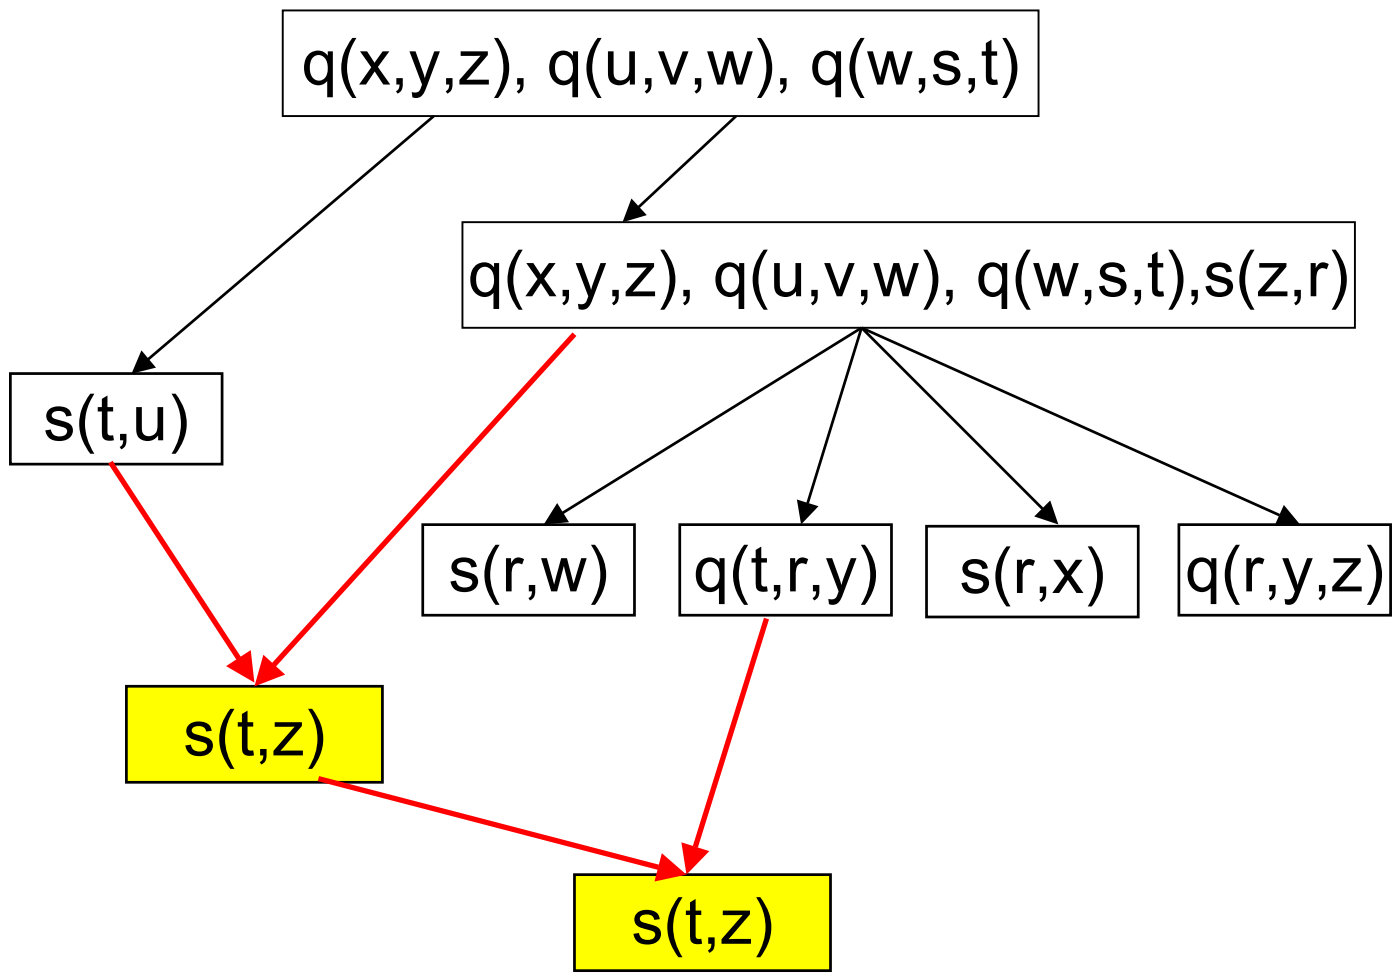 q(x,y,z), q(u,v,w), q(w,s,t)
q(x,y,z), q(u,v,w), q(w,s,t),s(z,r)
s(t,u)
s(r,w)
q(t,r,y)
s(r,x)
q(r,y,z)
s(t,z)
s(t,z)